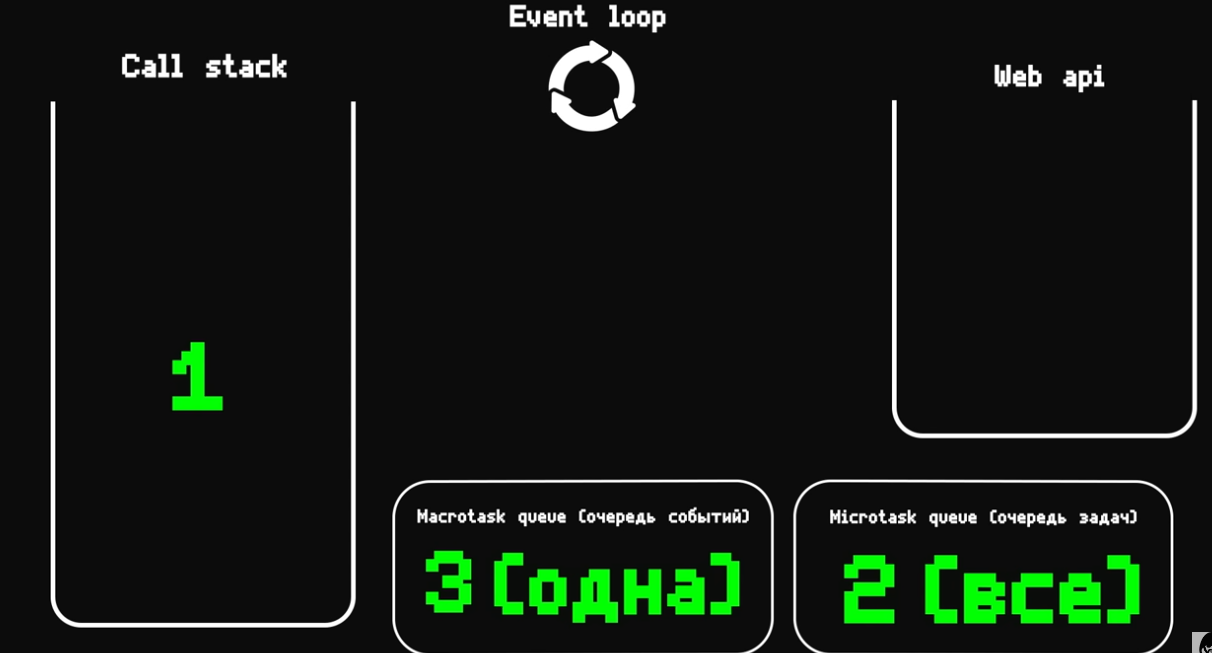 Event loop
Call stack
Web api
1
Macrotask queue (очередь событий)
3 (одна)
Microtask queue (очередь задач)
2 (все)